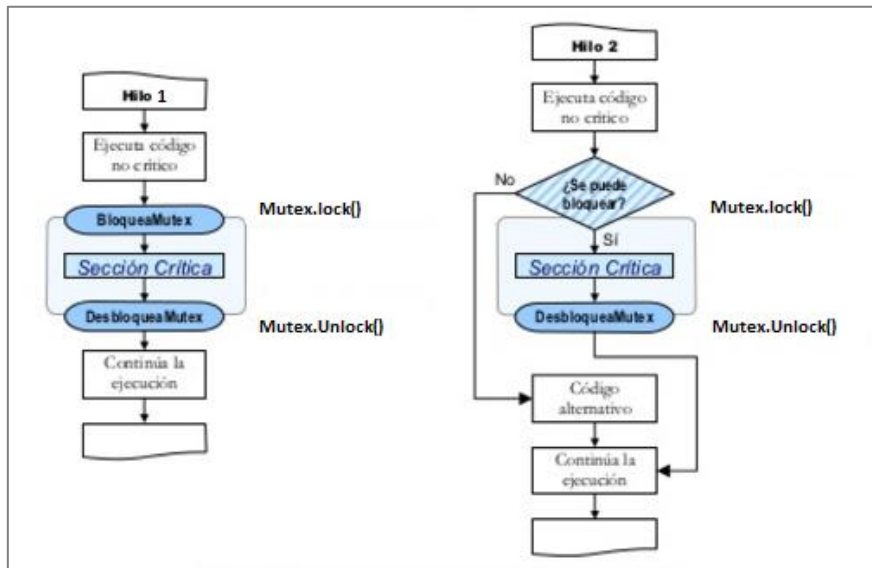 Hilo 1
Ejecuta código
no crítico
BloqueaMutex
Mutex.lock()
Sección Crítica
DesbloqueaMutex
Mutex.Unlock()
Continúa la
ejecución
Hilo 2
Ejecuta código
no crítico
No
¿Se puede
bloquear?
Mutex.lock()
Sí
Sección Crítica
DesbloqueaMutex
Mutex.Unlock()
Código
alternativo
Continúa la
ejecución